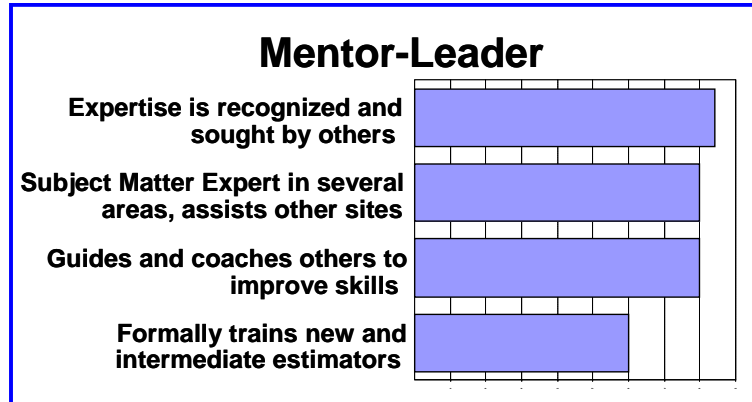 Mentor-Leader
Expertise is recognized and
sought by others
Subject Matter Expert in several
areas, assists other sites
Guides and coaches others to
improve skills
Formally trains new and
intermediate estimators